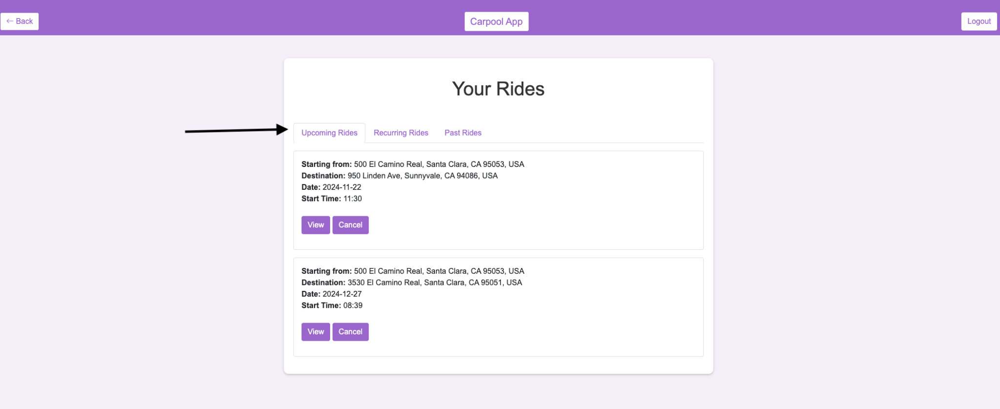 ← Back
Carpool App
Logout
Your Rides
Upcoming Rides Recurring Rides Past Rides
Starting from: 500 El Camino Real, Santa Clara, CA 95053, USA
Destination: 950 Linden Ave, Sunnyvale, CA 94086, USA
Date: 2024-11-22
Start Time: 11:30
View Cancel
Starting from: 500 El Camino Real, Santa Clara, CA 95053, USA
Destination: 3530 El Camino Real, Santa Clara, CA 95051, USA
Date: 2024-12-27
Start Time: 08:39
View Cancel